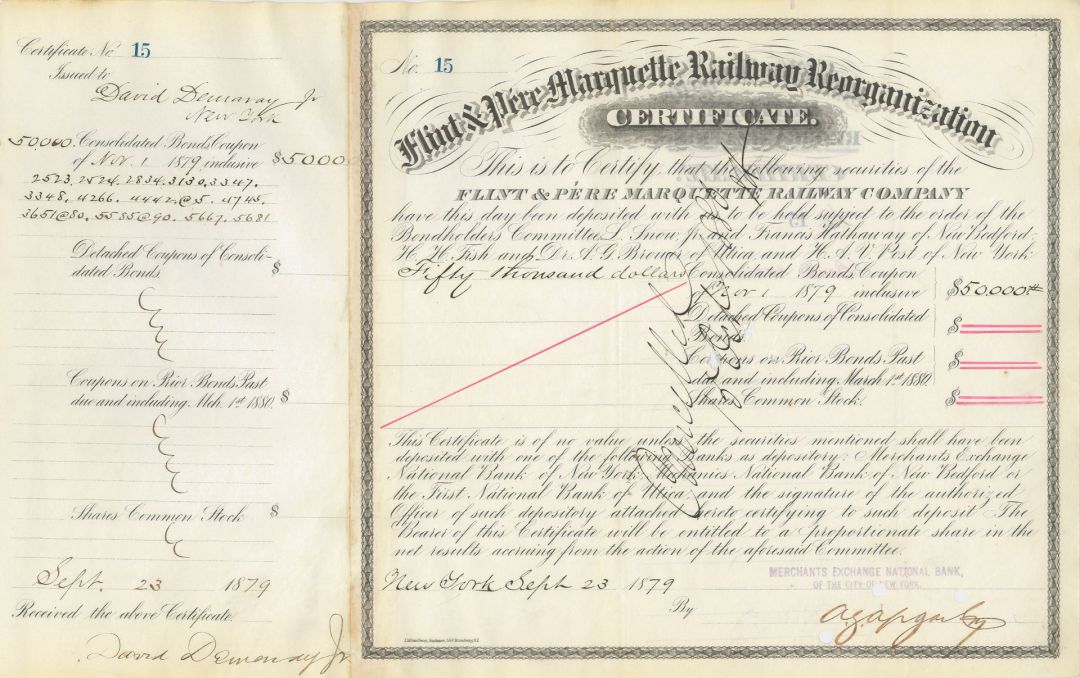 Certificate No 15
Issued to
David Demaray Jr
New York
50000. Consolidated Bonds Coupon
of Nov. 1 1879 inclusive $50000
2523, 2524. 2834. 3130. 3347.
3348. 4266. 4442@5. 4745.
3651@80. 5585@90. 5667. 5681
Detached Coupons of Consoli-
dated Bonds $
Coupons on Prior Bonds Past
due and including Mch. 1st 1880. $
Shares Common Stock $
Sept. 23 1879
Received the above Certificate.
David Demaray Jr
No. 15
Flint & Père Marquette Railway Reorganization
CERTIFICATE.
This is to Certify, that the following securities of the
FLINT & PÈRE MARQUETTE RAILWAY COMPANY
have this day been deposited with to be held subject to the order of the
Bondholders Committee, L. Snow, jr. and Francis Hathaway of New Bedford;
H. H. Fish and Dr. A. G. Brower of Utica, and H. A. V. Post of New York
Fifty thousand dollars Consolidated Bonds Coupon
Nov 1 1879 inclusive $50,000.
Detached Coupons of Consolidated
Bonds $
Coupons on Prior Bonds Past
due and including March 1st 1880. $
Shares Common Stock. $
Cancelled
This Certificate is of no value unless the securities mentioned shall have been
deposited with one of the following Banks as depository: Merchants Exchange
National Bank of New York, Mechanics National Bank of New Bedford or
the First National Bank of Utica, and the signature of the authorized
Officer of such depository attached hereto certifying to such deposit. The
Bearer of this Certificate will be entitled to a proportionate share in the
net results accruing from the action of the aforesaid Committee.
New York Sept 23 1879
MERCHANTS EXCHANGE NATIONAL BANK,
OF THE CITY OF NEW YORK.
By